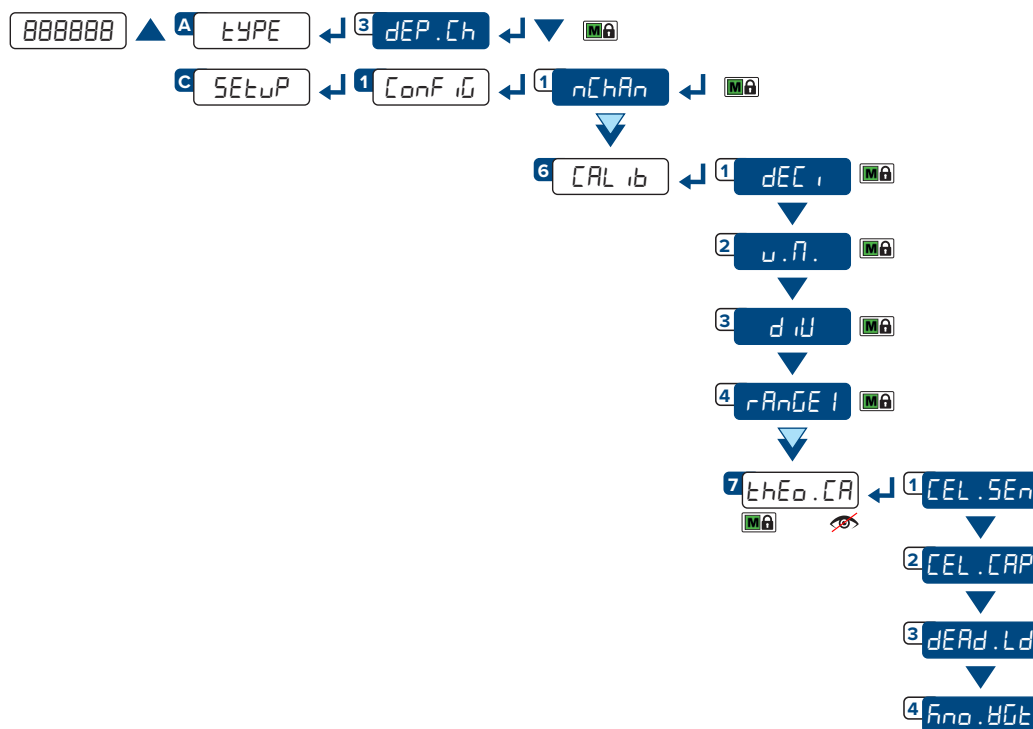 888888 A tYPE 3 dEP.Ch M
C SEtuP 1 ConFiG 1 nChAn M
6 CALib 1 dECi M
2 u.M. M
3 diV M
4 rAnGE1 M
7 thEo.CA 1 CEL.SEn
M
2 CEL.CAP
3 dEAd.Ld
4 kno.WGt